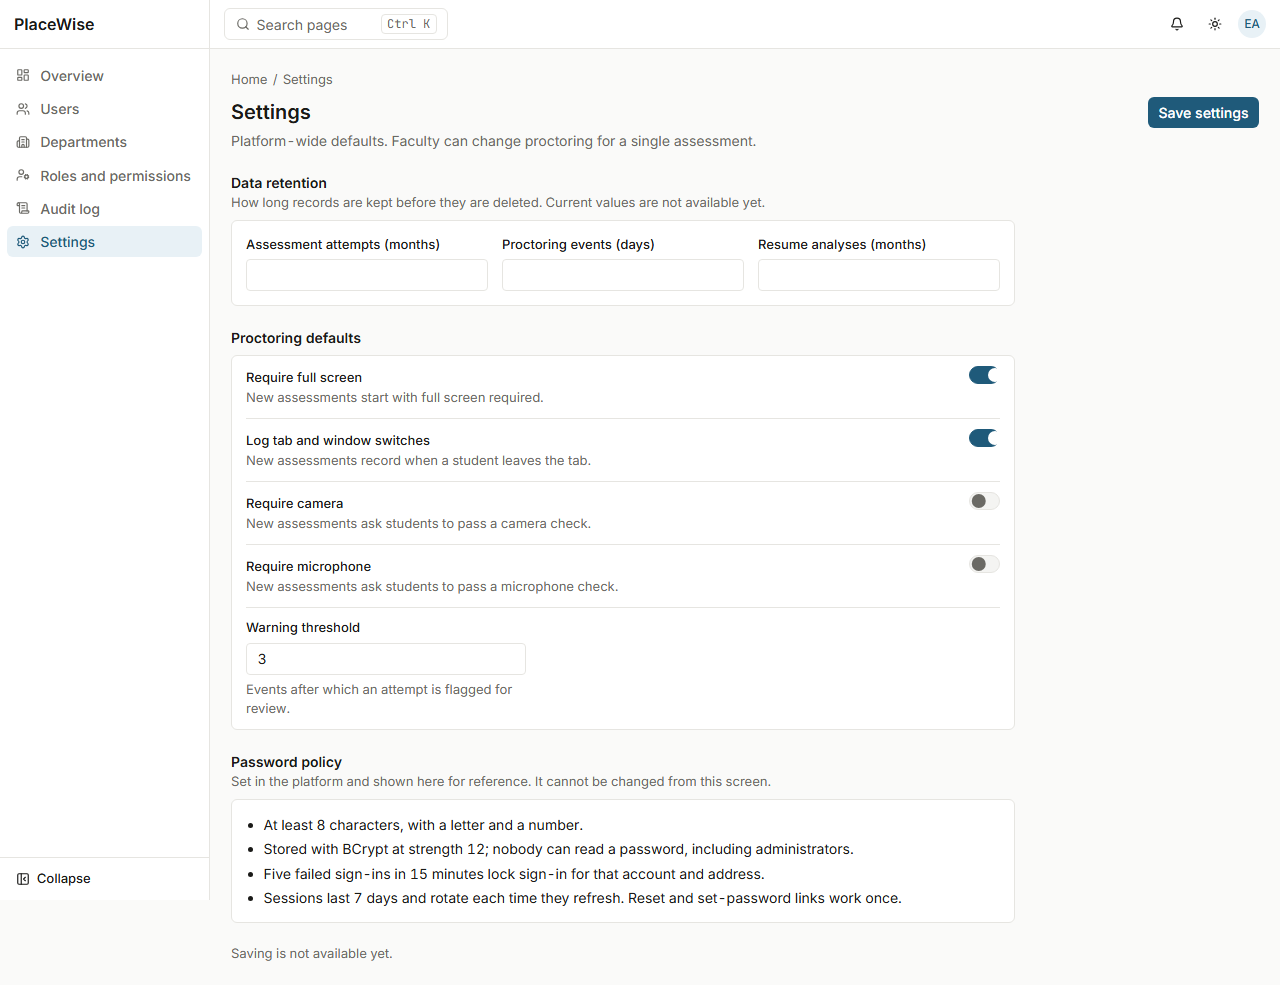 PlaceWise
Search pages
Ctrl K
EA
Overview
Users
Departments
Roles and permissions
Audit log
Settings
Collapse
Home / Settings
Settings
Save settings
Platform-wide defaults. Faculty can change proctoring for a single assessment.
Data retention
How long records are kept before they are deleted. Current values are not available yet.
Assessment attempts (months)
Proctoring events (days)
Resume analyses (months)
Proctoring defaults
Require full screen
New assessments start with full screen required.
Log tab and window switches
New assessments record when a student leaves the tab.
Require camera
New assessments ask students to pass a camera check.
Require microphone
New assessments ask students to pass a microphone check.
Warning threshold
3
Events after which an attempt is flagged for
review.
Password policy
Set in the platform and shown here for reference. It cannot be changed from this screen.
• At least 8 characters, with a letter and a number.
• Stored with BCrypt at strength 12; nobody can read a password, including administrators.
• Five failed sign-ins in 15 minutes lock sign-in for that account and address.
• Sessions last 7 days and rotate each time they refresh. Reset and set-password links work once.
Saving is not available yet.